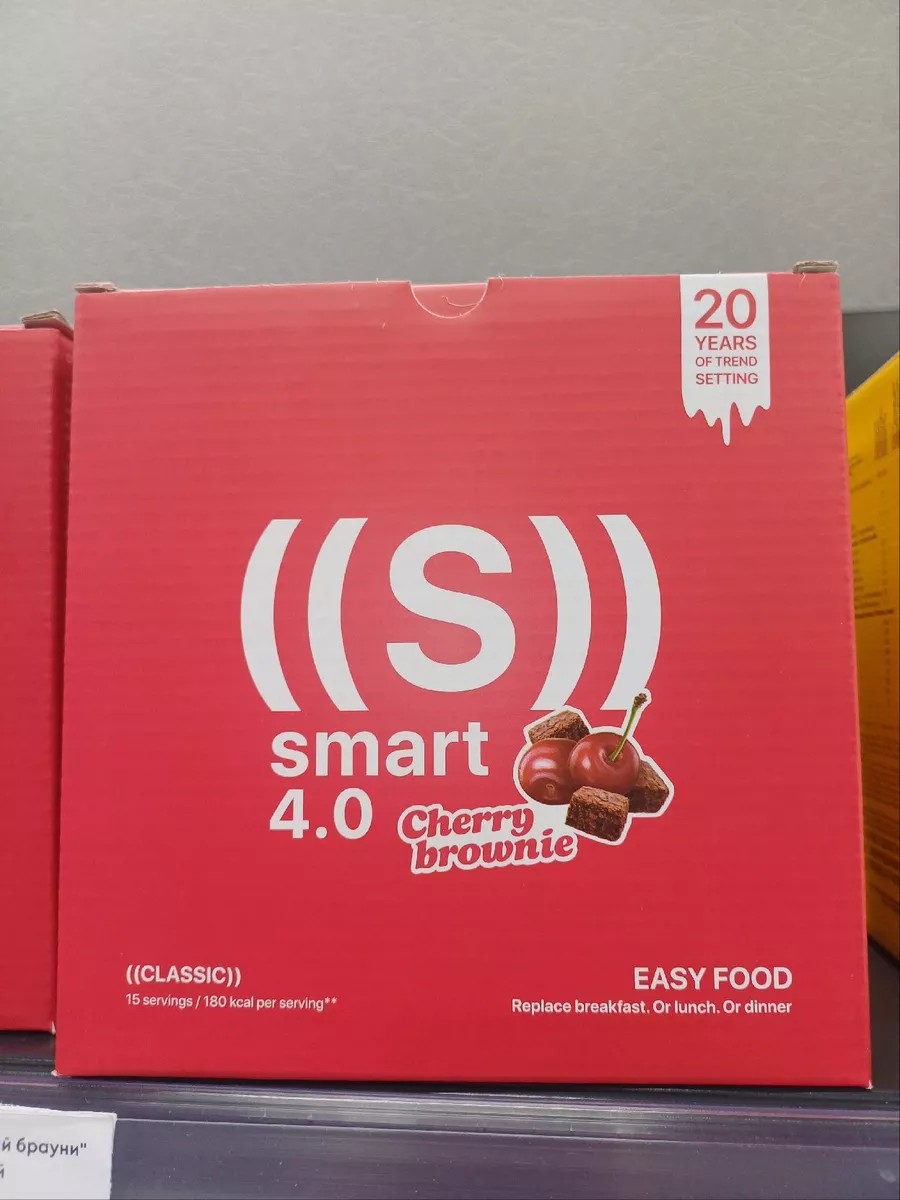 20
YEARS
OF TREND
SETTING
((S))
smart
4.0
Cherry
brownie
((CLASSIC))
15 servings / 180 kcal per serving**
EASY FOOD
Replace breakfast. Or lunch. Or dinner
й брауни"
й